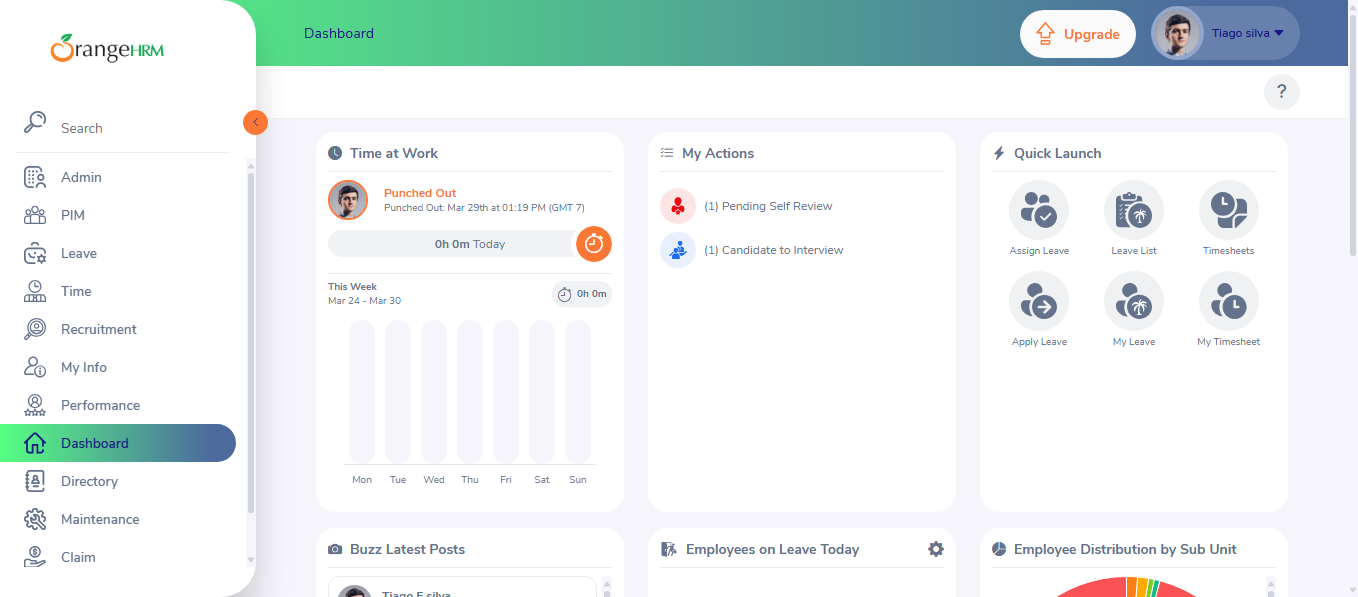 OrangeHRM
Search
Admin
PIM
Leave
Time
Recruitment
My Info
Performance
Dashboard
Directory
Maintenance
Claim
Dashboard
Upgrade
Tiago silva
?
Time at Work
Punched Out
Punched Out: Mar 29th at 01:19 PM (GMT 7)
0h 0m Today
This Week
Mar 24 - Mar 30
0h 0m
Mon Tue Wed Thu Fri Sat Sun
My Actions
(1) Pending Self Review
(1) Candidate to Interview
Quick Launch
Assign Leave Leave List Timesheets
Apply Leave My Leave My Timesheet
Buzz Latest Posts
Tiago F silva
Employees on Leave Today
Employee Distribution by Sub Unit